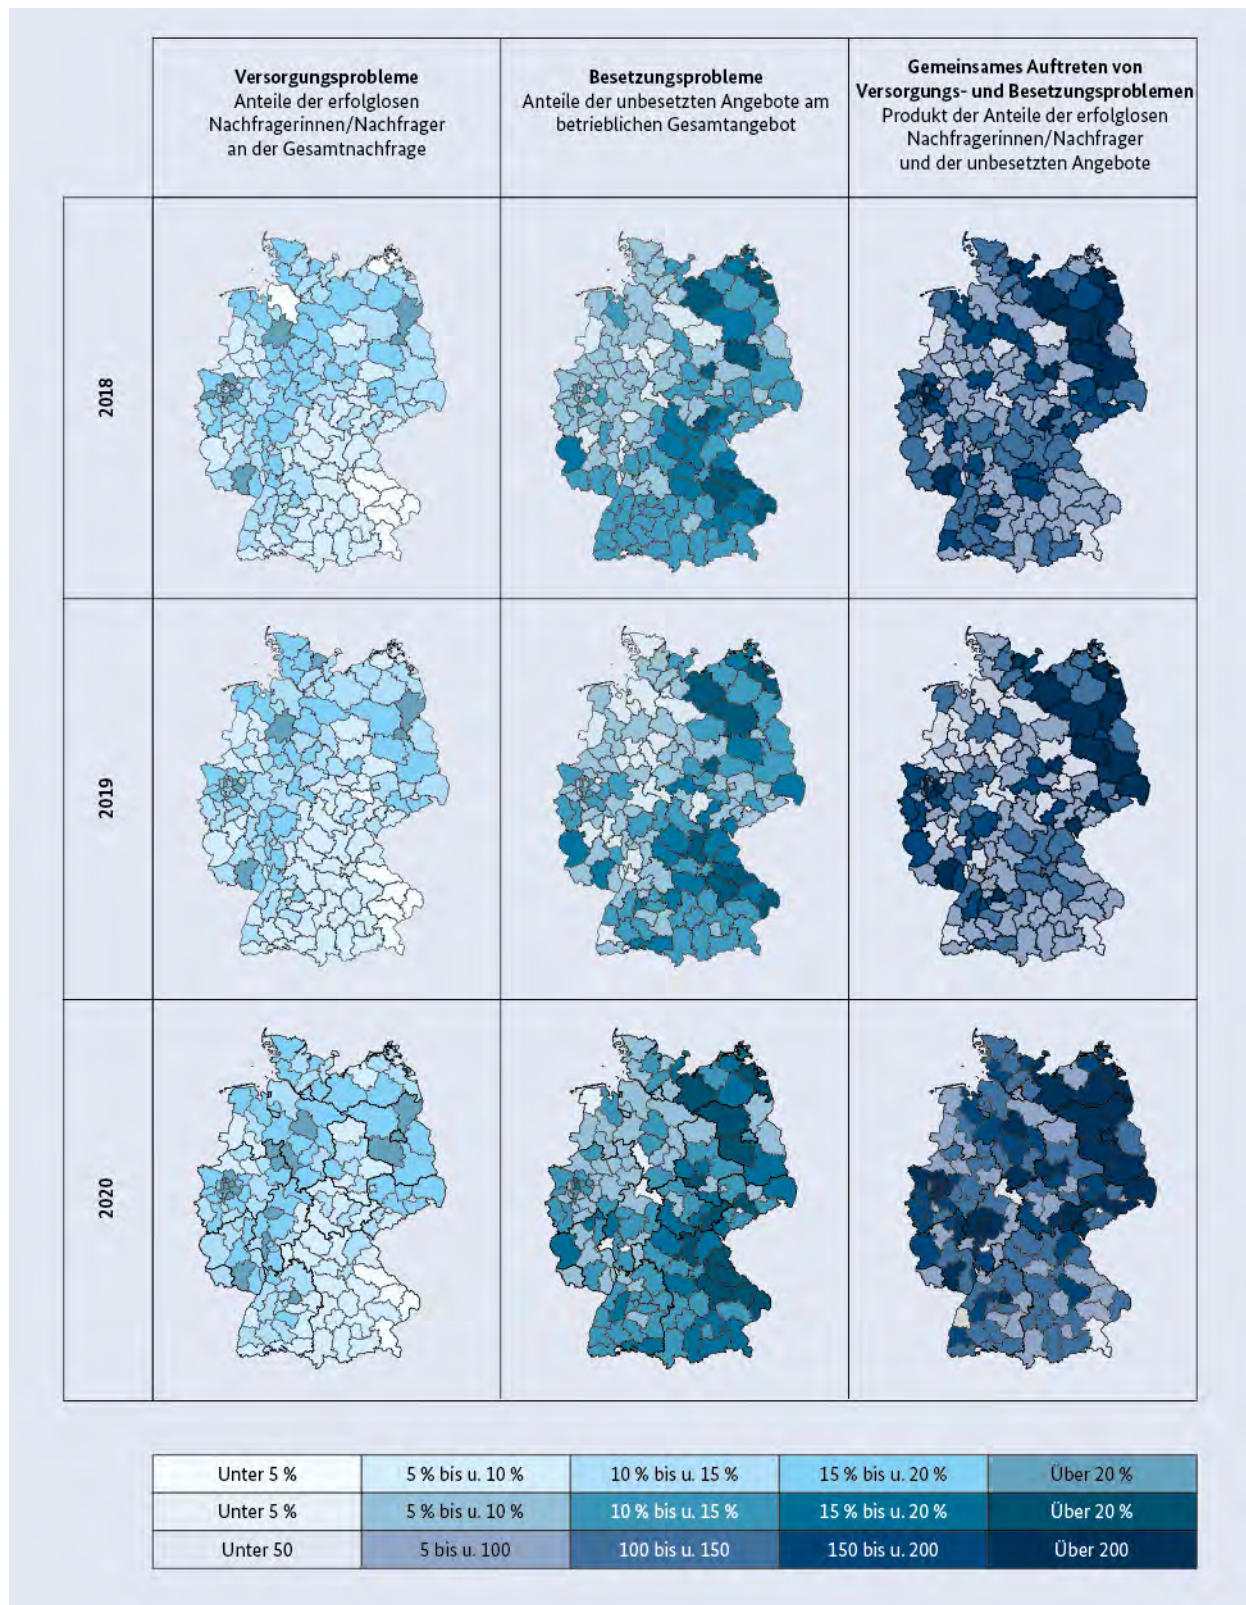 Versorgungsprobleme
Anteile der erfolglosen
Nachfragerinnen/Nachfrager
an der Gesamtnachfrage
Besetzungsprobleme
Anteile der unbesetzten Angebote am
betrieblichen Gesamtangebot
Gemeinsames Auftreten von
Versorgungs- und Besetzungsproblemen
Produkt der Anteile der erfolglosen
Nachfragerinnen/Nachfrager
und der unbesetzten Angebote
2018
2019
2020
Unter 5 % 5 % bis u. 10 % 10 % bis u. 15 % 15 % bis u. 20 % Über 20 %
Unter 5 % 5 % bis u. 10 % 10 % bis u. 15 % 15 % bis u. 20 % Über 20 %
Unter 50 5 bis u. 100 100 bis u. 150 150 bis u. 200 Über 200